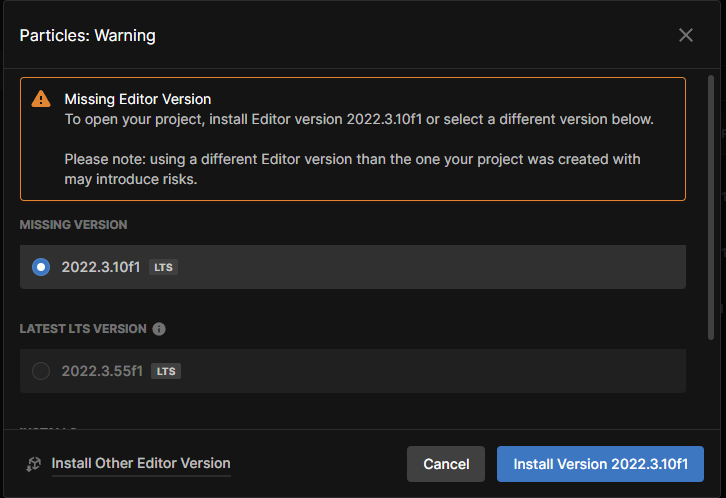 Particles: Warning
Missing Editor Version
To open your project, install Editor version 2022.3.10f1 or select a different version below.
Please note: using a different Editor version than the one your project was created with
may introduce risks.
MISSING VERSION
2022.3.10f1 LTS
LATEST LTS VERSION
2022.3.55f1 LTS
Install Other Editor Version
Cancel
Install Version 2022.3.10f1